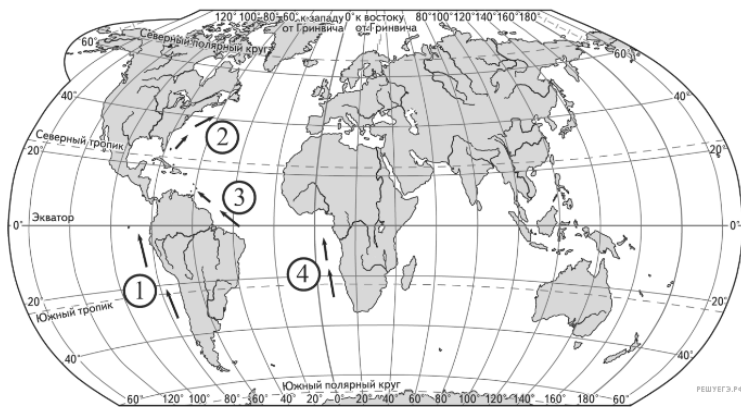 120° 100° 80° 60° к западу 0° к востоку 80° 100° 120° 140° 160° 180°
от Гринвича от Гринвича
Северный полярный круг
60° 60°
40° 40°
2
Северный тропик
20° 20°
3
Экватор
0° 0°
4
1
20° 20°
Южный тропик
40° 40°
Южный полярный круг
60° 120° 100° 80° 60° 40° 20° 0° 20° 40° 60° 80° 100° 120° 140° 160° 180° 60°
РЕШУЕГЭ.РФ